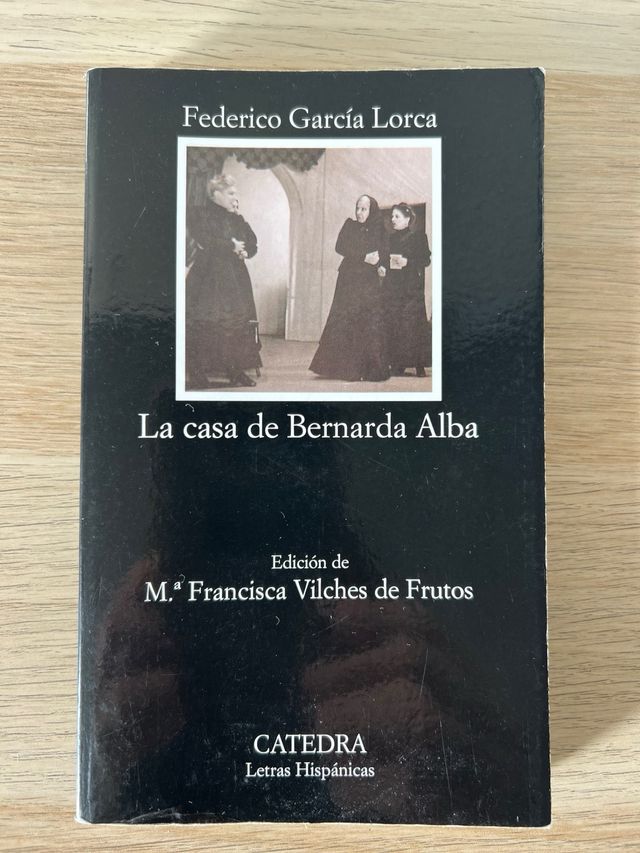 Federico García Lorca
La casa de Bernarda Alba
Edición de
M.ª Francisca Vilches de Frutos
CATEDRA
Letras Hispánicas